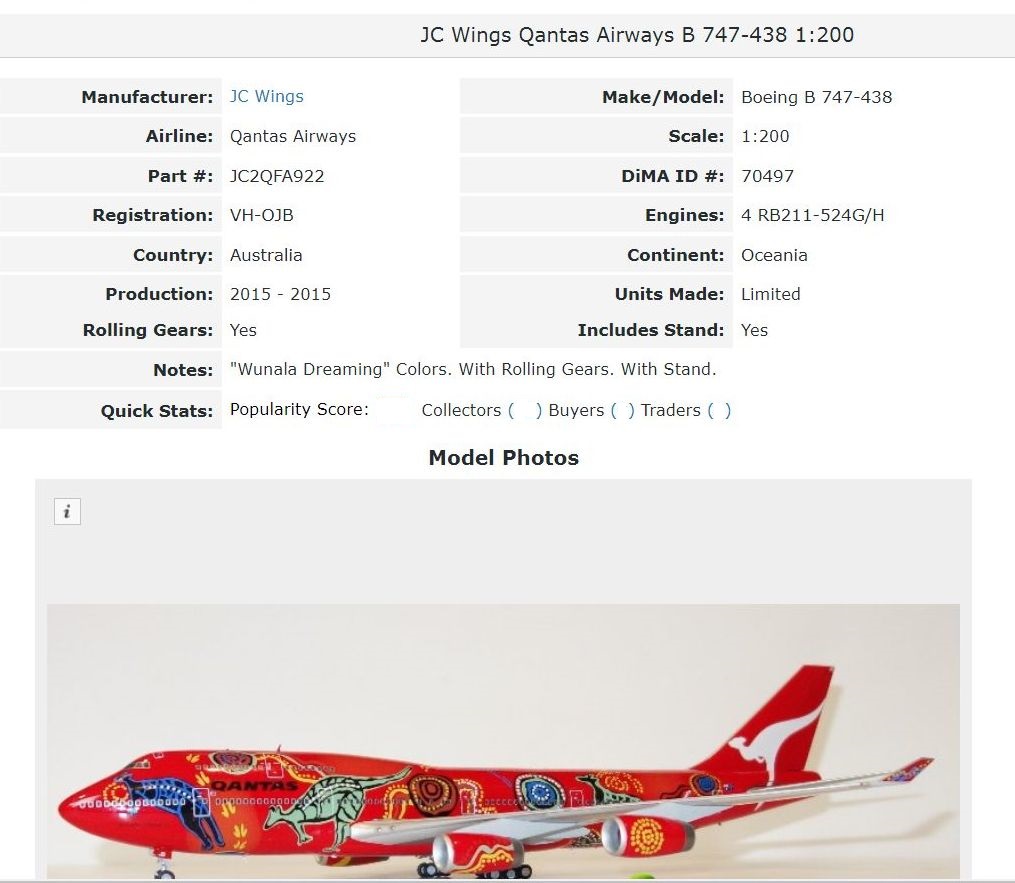 JC Wings Qantas Airways B 747-438 1:200
Manufacturer: JC Wings Make/Model: Boeing B 747-438
Airline: Qantas Airways Scale: 1:200
Part #: JC2QFA922 DiMA ID #: 70497
Registration: VH-OJB Engines: 4 RB211-524G/H
Country: Australia Continent: Oceania
Production: 2015 - 2015 Units Made: Limited
Rolling Gears: Yes Includes Stand: Yes
Notes: "Wunala Dreaming" Colors. With Rolling Gears. With Stand.
Quick Stats: Popularity Score: Collectors ( ) Buyers ( ) Traders ( )
Model Photos
i
QANTAS